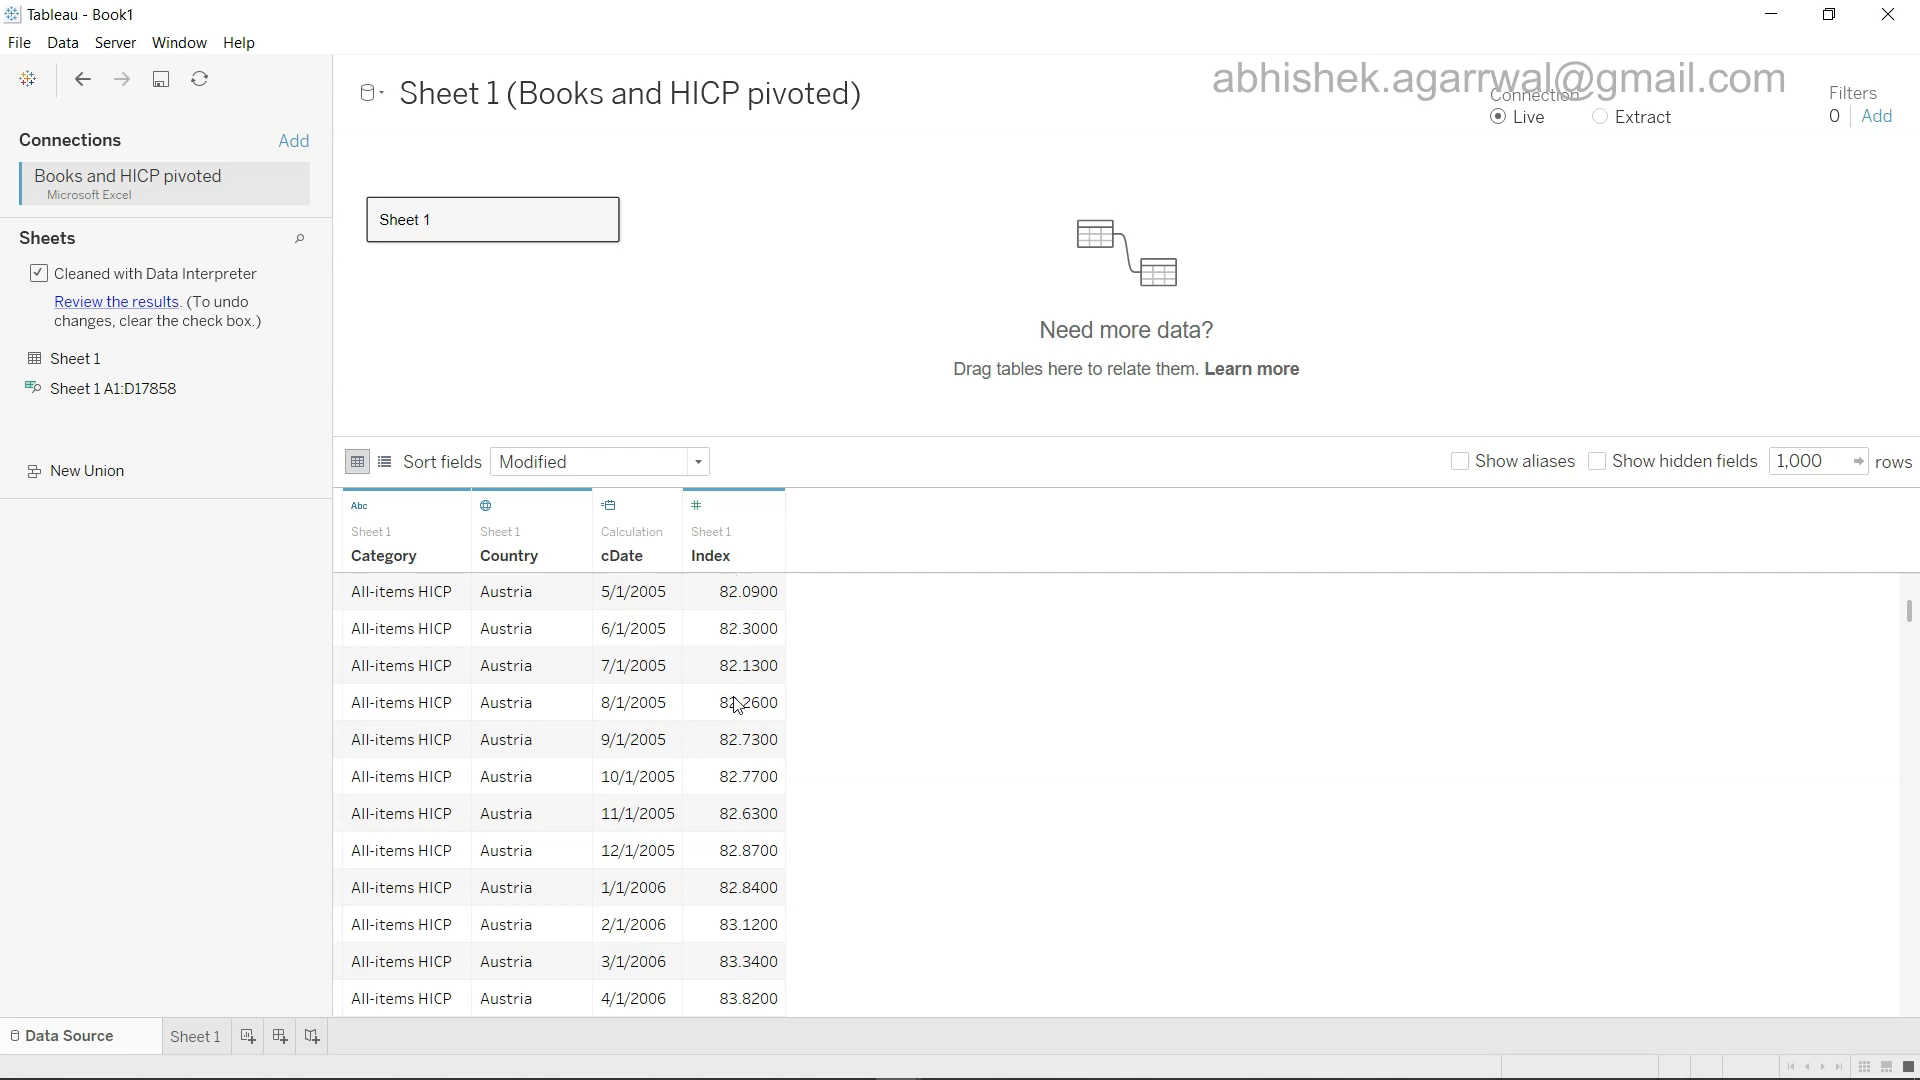 Tableau - Book1
File Data Server Window Help
Sheet 1 (Books and HICP pivoted)
abhishek.agarrwal@gmail.com
Connection
Live Extract
Filters
0 Add
Connections Add
Books and HICP pivoted
Microsoft Excel
Sheets
Cleaned with Data Interpreter
Review the results. (To undo
changes, clear the check box.)
Sheet 1
Sheet 1 A1:D17858
New Union
Sheet 1
Need more data?
Drag tables here to relate them. Learn more
Sort fields Modified Show aliases Show hidden fields 1,000 rows
Abc #
Sheet 1 Sheet 1 Calculation Sheet 1
Category Country cDate Index
All-items HICP Austria 5/1/2005 82.0900
All-items HICP Austria 6/1/2005 82.3000
All-items HICP Austria 7/1/2005 82.1300
All-items HICP Austria 8/1/2005 82.2600
All-items HICP Austria 9/1/2005 82.7300
All-items HICP Austria 10/1/2005 82.7700
All-items HICP Austria 11/1/2005 82.6300
All-items HICP Austria 12/1/2005 82.8700
All-items HICP Austria 1/1/2006 82.8400
All-items HICP Austria 2/1/2006 83.1200
All-items HICP Austria 3/1/2006 83.3400
All-items HICP Austria 4/1/2006 83.8200
Data Source Sheet 1